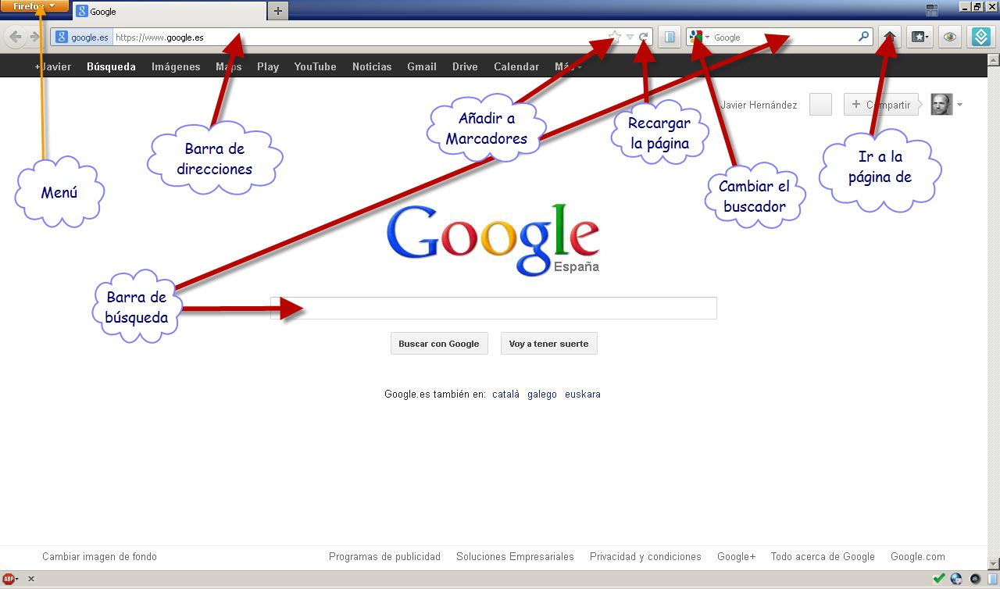 Firefox
Google
google.es https://www.google.es
Google
+Javier Búsqueda Imágenes Maps Play YouTube Noticias Gmail Drive Calendar Más
Javier Hernández + Compartir
Añadir a
Marcadores
Recargar
la página
Barra de
direcciones
Ir a la
página de
Menú
Cambiar el
buscador
Google
España
Barra de
búsqueda
Buscar con Google Voy a tener suerte
Google.es también en: català galego euskara
Cambiar imagen de fondo Programas de publicidad Soluciones Empresariales Privacidad y condiciones Google+ Todo acerca de Google Google.com
ABP